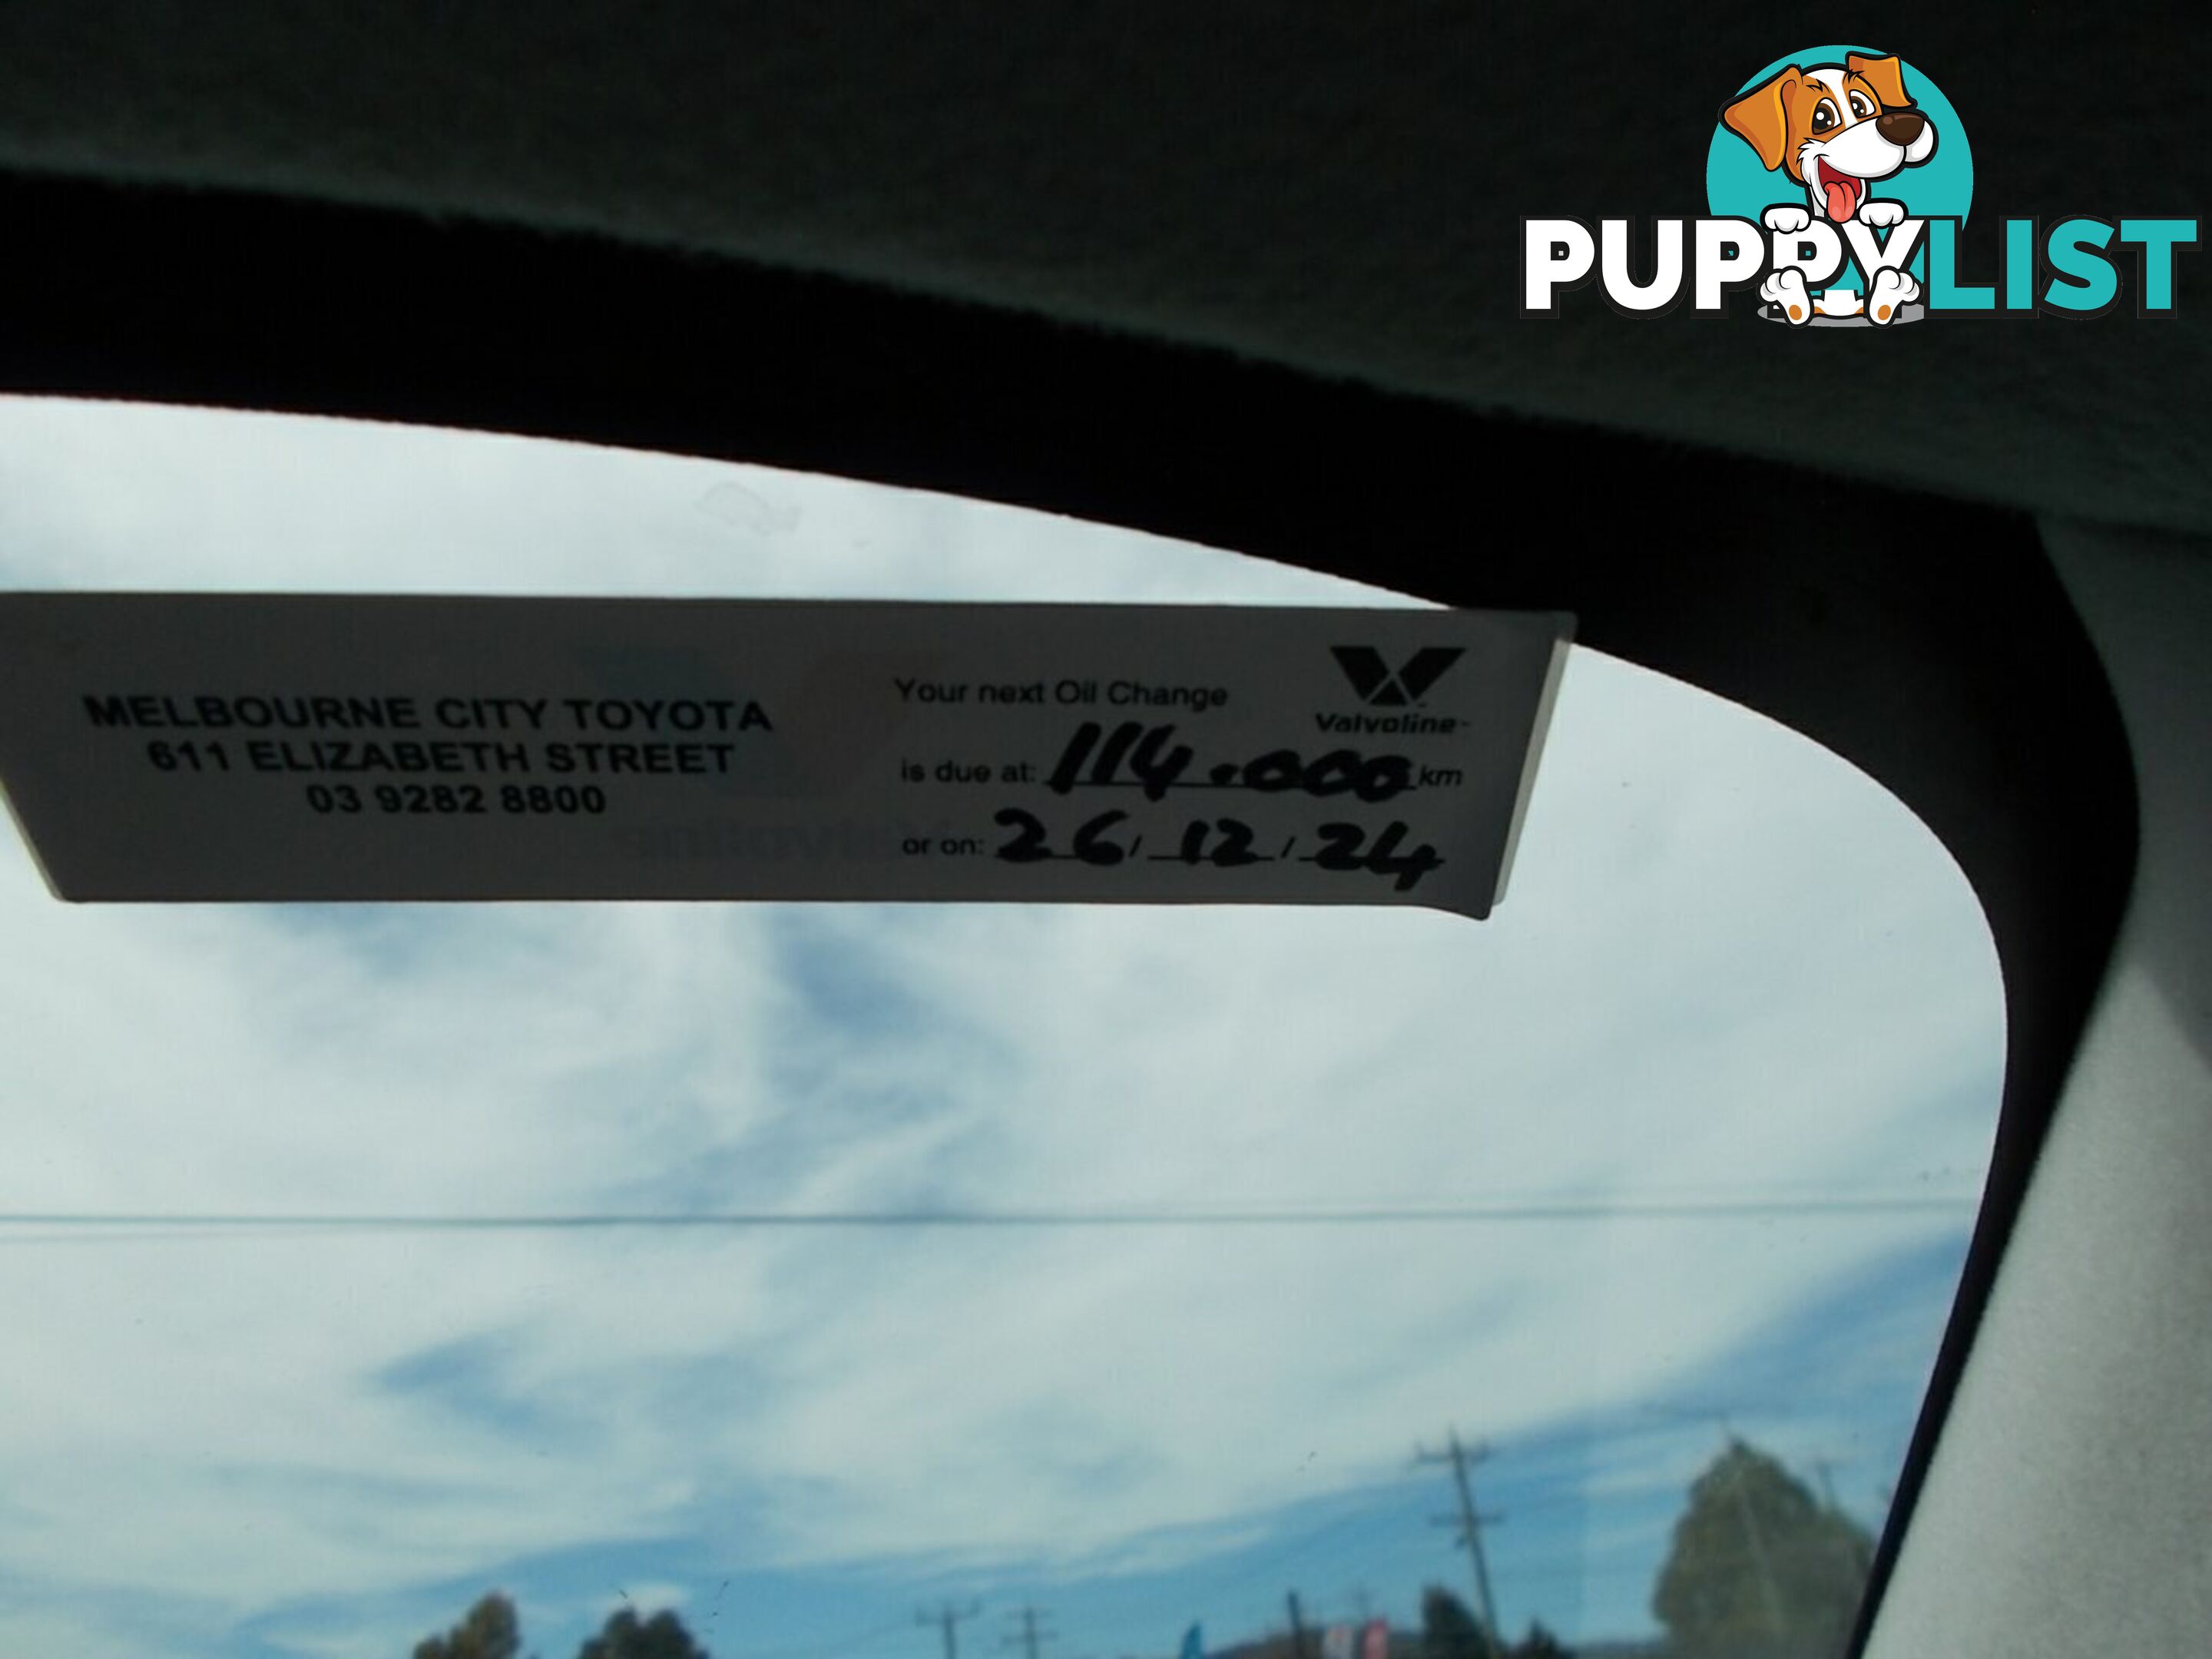 PUPPYLIST
MELBOURNE CITY TOYOTA
611 ELIZABETH STREET
03 9282 8800
Your next Oil Change
is due at: 114.000 km
or on: 26/12/24
Valvoline™